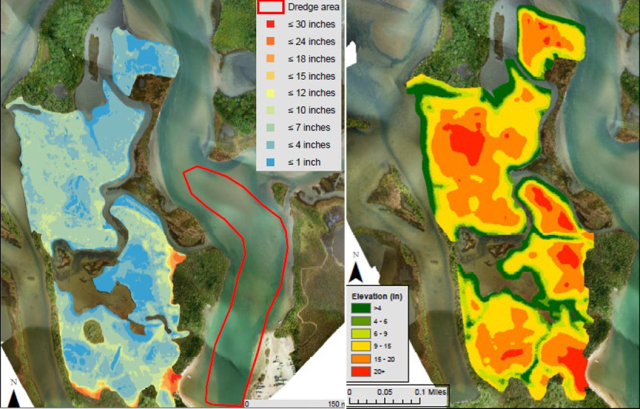 Dredge area
≤ 30 inches
≤ 24 inches
≤ 18 inches
≤ 15 inches
≤ 12 inches
≤ 10 inches
≤ 7 inches
≤ 4 inches
≤ 1 inch
N
0 150 m
N
Elevation (in)
>4
4 - 6
6 - 9
9 - 15
15 - 20
20+
0 0.1 Miles